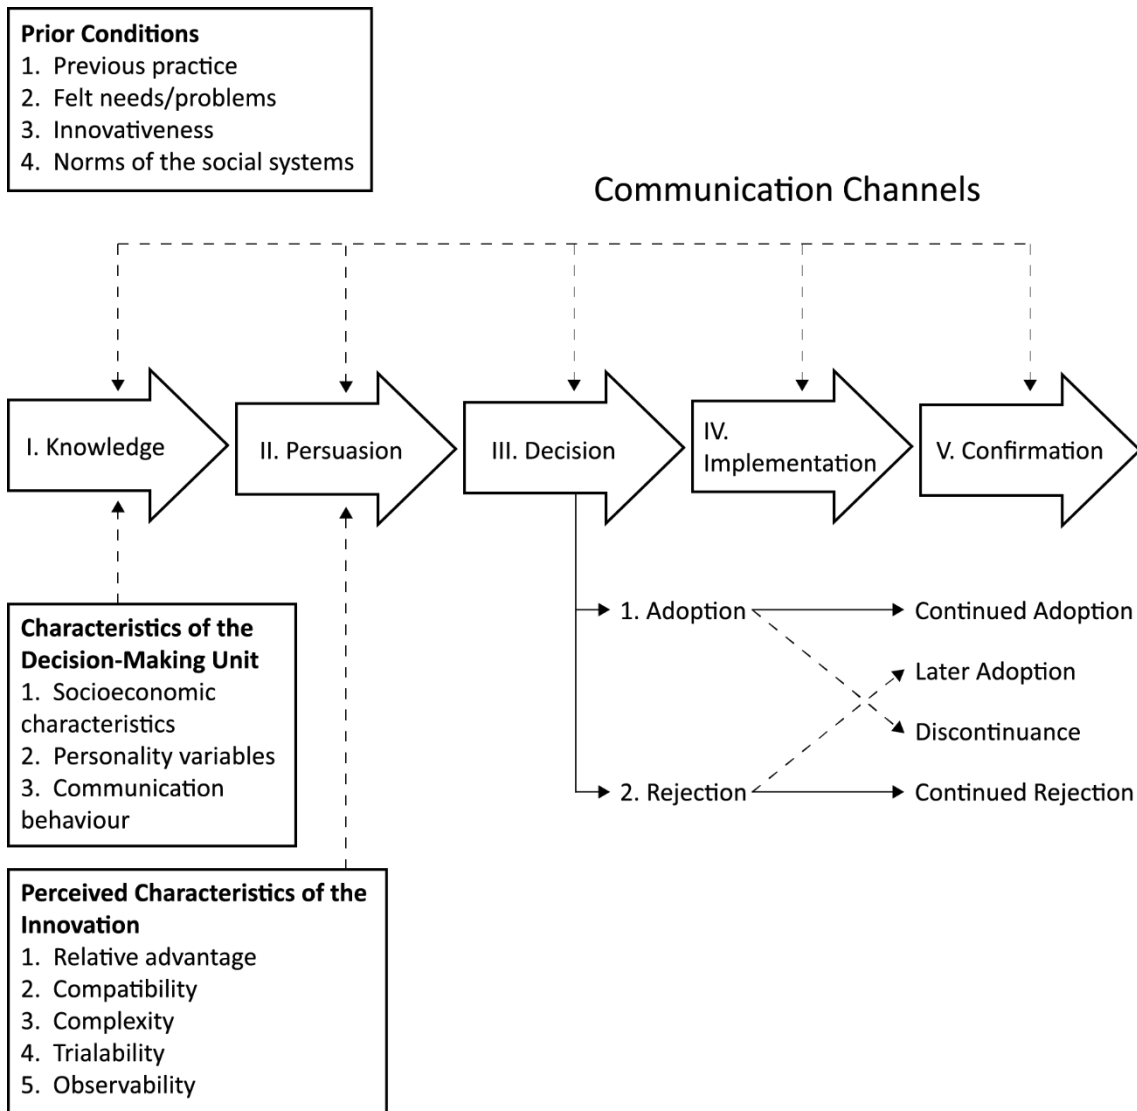 Prior Conditions
1. Previous practice
2. Felt needs/problems
3. Innovativeness
4. Norms of the social systems
Communication Channels
I. Knowledge
II. Persuasion
III. Decision
IV.
Implementation
V. Confirmation
1. Adoption
Continued Adoption
Later Adoption
Discontinuance
2. Rejection
Continued Rejection
Characteristics of the
Decision-Making Unit
1. Socioeconomic
characteristics
2. Personality variables
3. Communication
behaviour
Perceived Characteristics of the
Innovation
1. Relative advantage
2. Compatibility
3. Complexity
4. Trialability
5. Observability